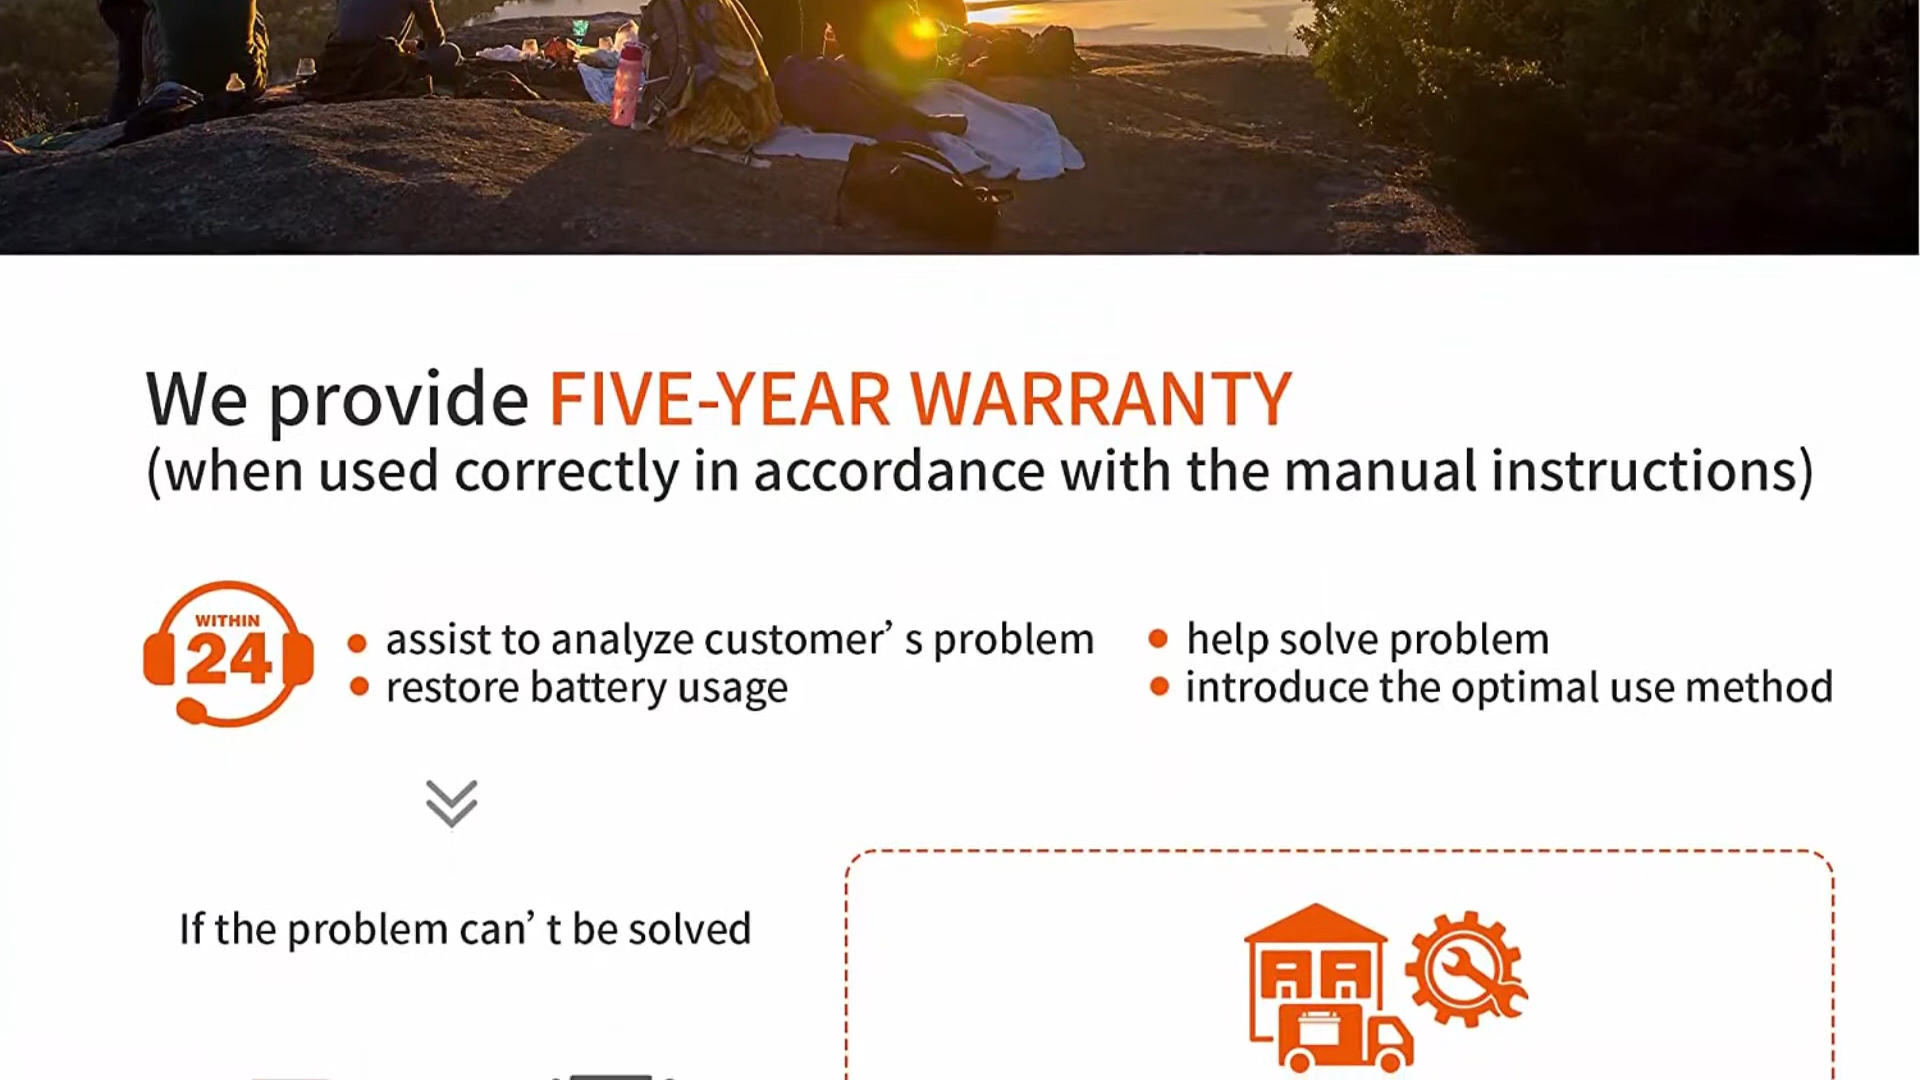 We provide FIVE-YEAR WARRANTY
(when used correctly in accordance with the manual instructions)
WITHIN
24
assist to analyze customer’s problem
restore battery usage
help solve problem
introduce the optimal use method
If the problem can’t be solved